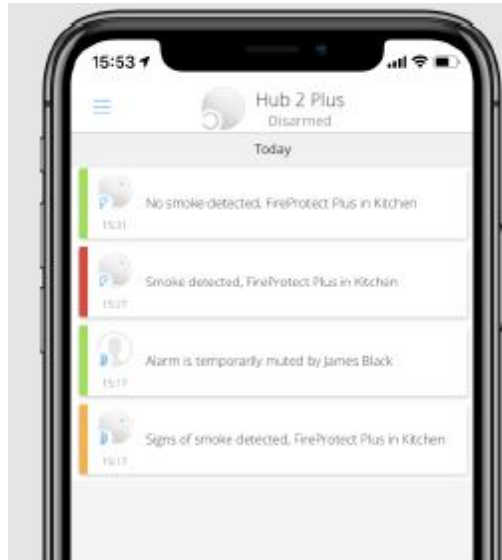 15:53
Hub 2 Plus
Disarmed
Today
No smoke detected, FireProtect Plus in Kitchen
15:31
Smoke detected, FireProtect Plus in Kitchen
15:27
Alarm is temporarily muted by James Black
15:17
Signs of smoke detected, FireProtect Plus in Kitchen
15:17